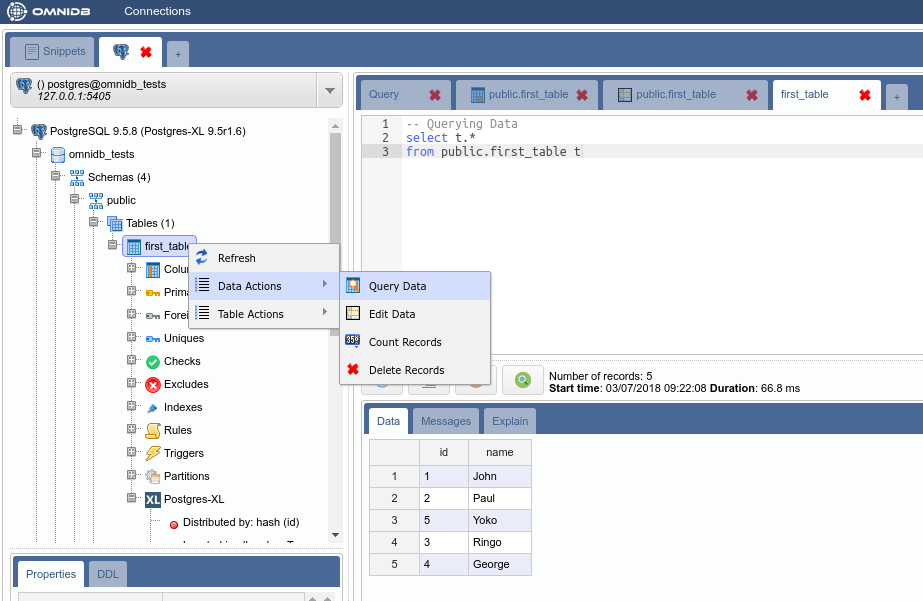 OMNIDB
Connections
Snippets
+
() postgres@omnidb_tests
127.0.0.1:5405
PostgreSQL 9.5.8 (Postgres-XL 9.5r1.6)
omnidb_tests
Schemas (4)
public
Tables (1)
first_table
Colu
Prima
Forei
Uniques
Checks
Excludes
Indexes
Rules
Triggers
Partitions
XL Postgres-XL
Distributed by: hash (id)
Refresh
Data Actions
Table Actions
Query Data
Edit Data
Count Records
Delete Records
Properties
DDL
Query
public.first_table
public.first_table
first_table
+
1 -- Querying Data
2 select t.*
3 from public.first_table t
Number of records: 5
Start time: 03/07/2018 09:22:08 Duration: 66.8 ms
Data
Messages
Explain
id name
1 1 John
2 2 Paul
3 5 Yoko
4 3 Ringo
5 4 George